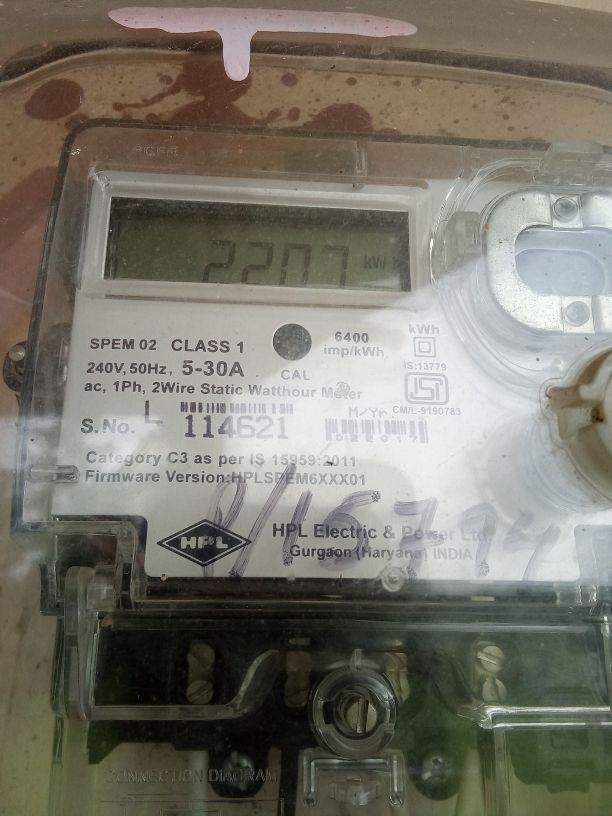 2207 kW
SPEM 02 CLASS 1
6400
imp/kWh
kWh
240V, 50Hz, 5-30A
CAL
IS:13779
ac, 1Ph, 2Wire Static Watthour Meter
CM/L-9190783
S.No. L 114621
M/Yr.
Category C3 as per IS 15959:2011
Firmware Version:HPLSPEM6XXX01
HPL
HPL Electric & Power Ltd
Gurgaon (Haryana) INDIA
CONNECTION DIAGRAM